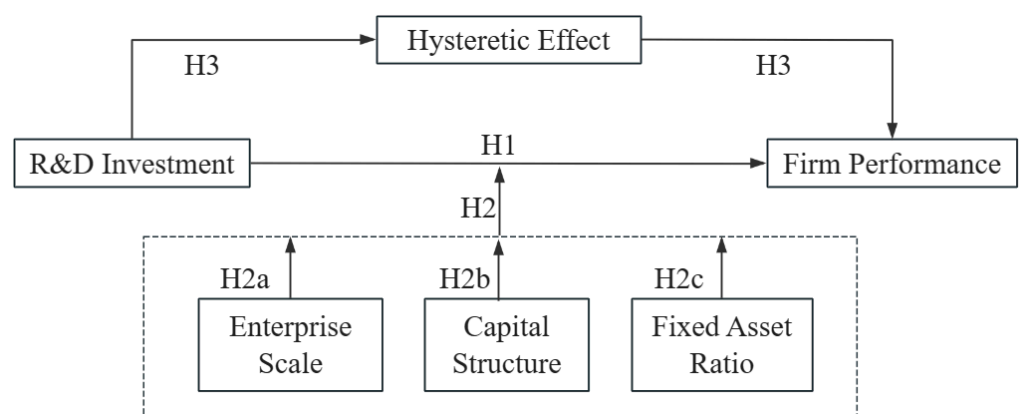 Hysteretic Effect
H3
H3
H1
R&D Investment
Firm Performance
H2
H2a
H2b
H2c
Enterprise
Scale
Capital
Structure
Fixed Asset
Ratio